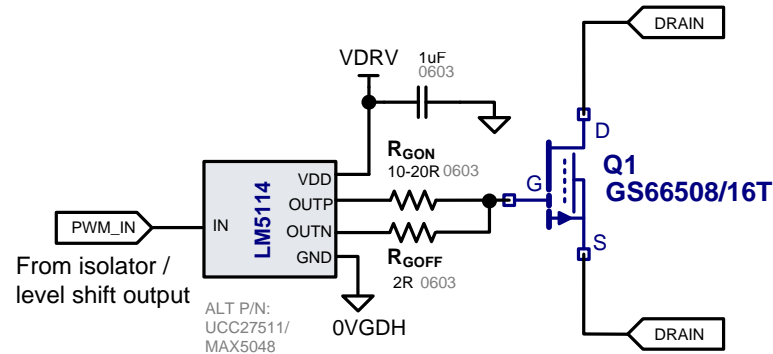 DRAIN
VDRV
1uF
0603
D
RGON
10-20R 0603
Q1
GS66508/16T
VDD
G
OUTP
PWM_IN
IN
LM5114
OUTN
S
GND
RGOFF
2R 0603
From isolator /
level shift output
ALT P/N:
UCC27511/
MAX5048
0VGDH
DRAIN